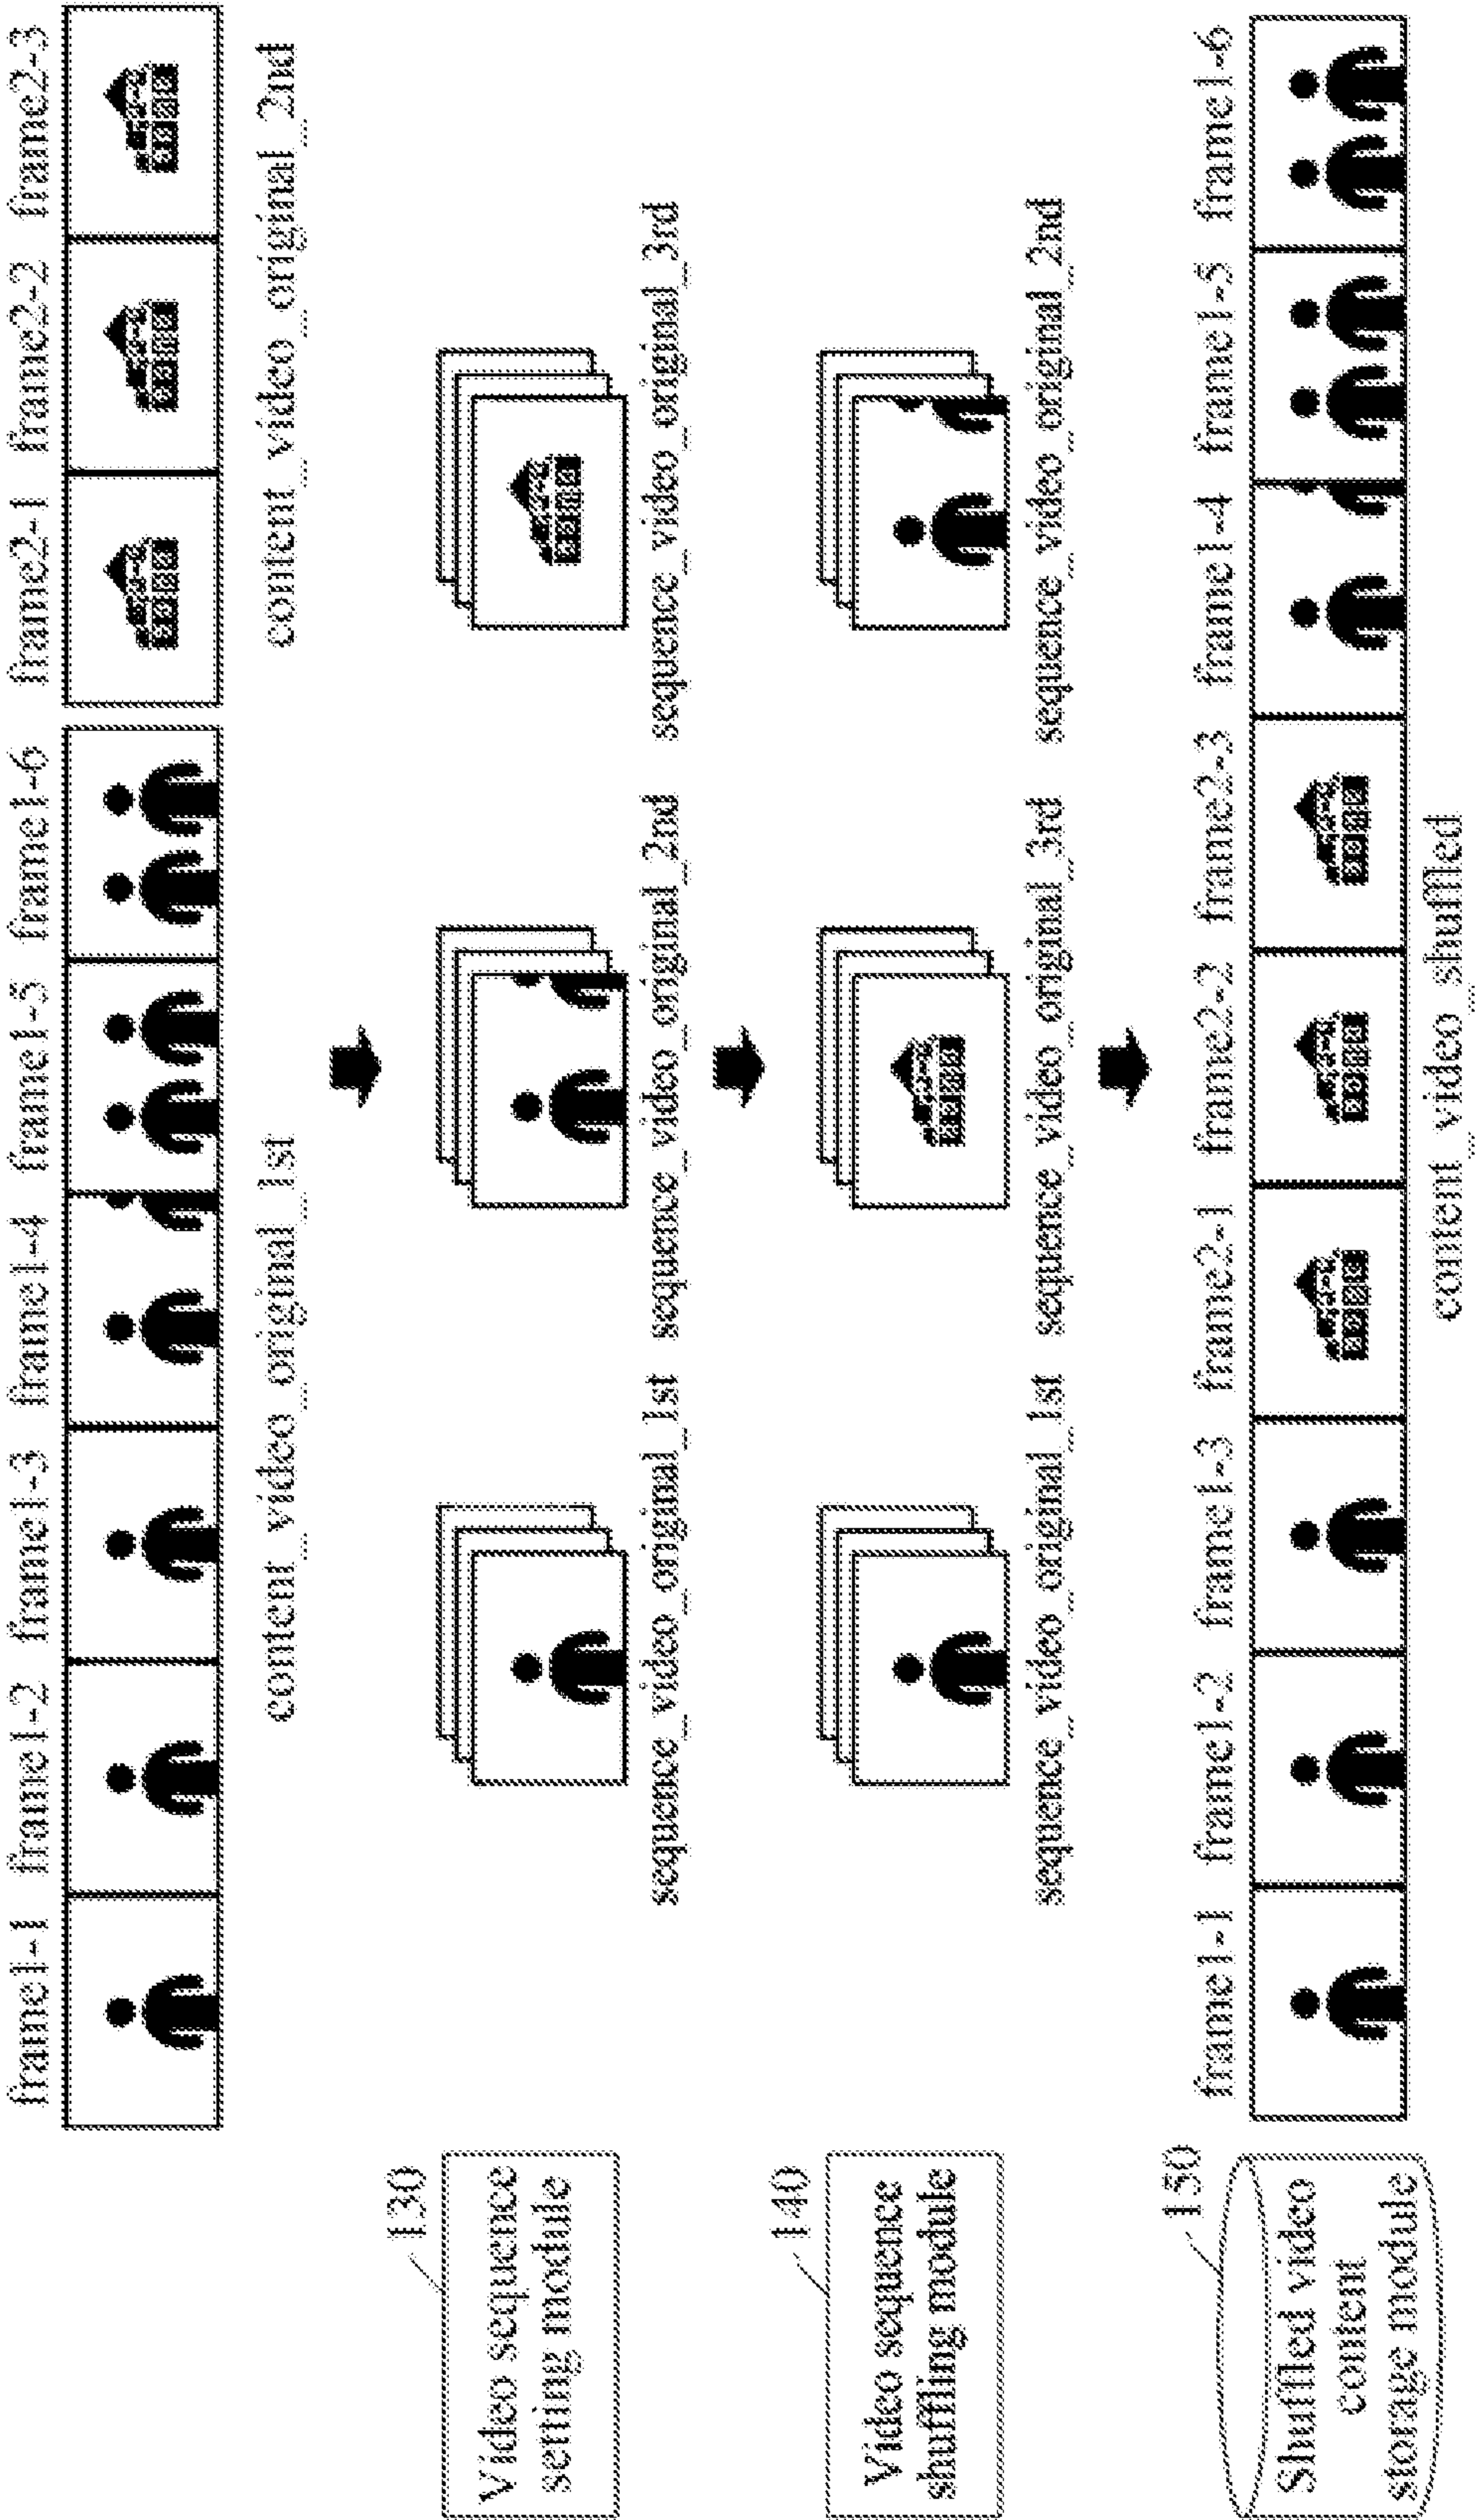 frame1-1 frame1-2 frame1-3 frame1-4 frame1-5 frame1-6 frame2-1 frame2-2 frame2-3
content_video_original_1st content_video_original_2nd
130
Video sequence
setting module
sequence_video_original_1st sequence_video_original_2nd sequence_video_original_3rd
140
Video sequence
shuffling module
sequence_video_original_1st sequence_video_original_3rd sequence_video_original_2nd
150
frame1-1 frame1-2 frame1-3 frame2-1 frame2-2 frame2-3 frame1-4 frame1-5 frame1-6
Shuffled video
content
storage module
content_video_shuffled